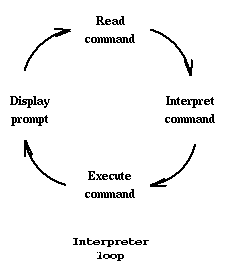 Read
command
Display
prompt
Interpret
command
Execute
command
Interpreter
loop